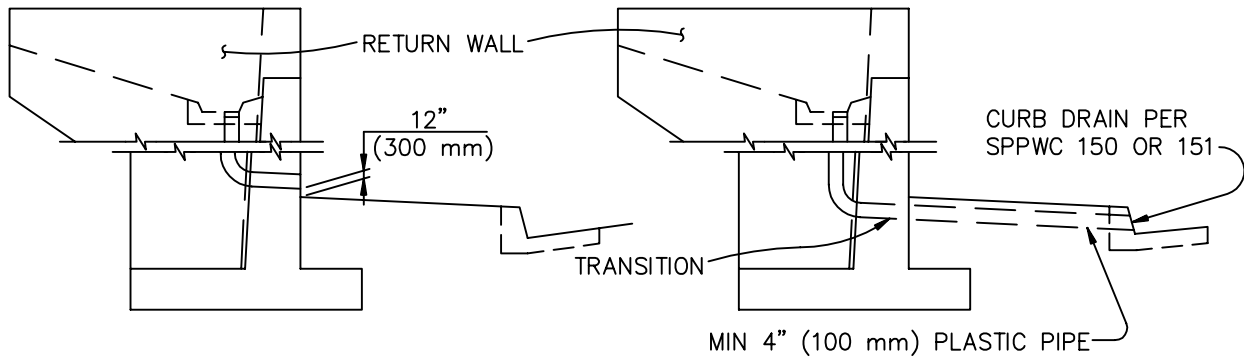 RETURN WALL
12"
(300 mm)
CURB DRAIN PER
SPPWC 150 OR 151
TRANSITION
MIN 4" (100 mm) PLASTIC PIPE